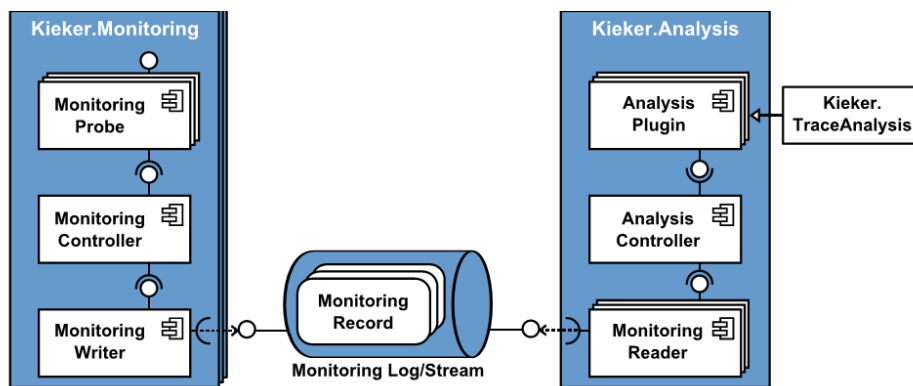 Kieker.Monitoring
Monitoring
Probe
Monitoring
Controller
Monitoring
Writer
Monitoring
Record
Monitoring Log/Stream
Kieker.Analysis
Analysis
Plugin
Kieker.
TraceAnalysis
Analysis
Controller
Monitoring
Reader